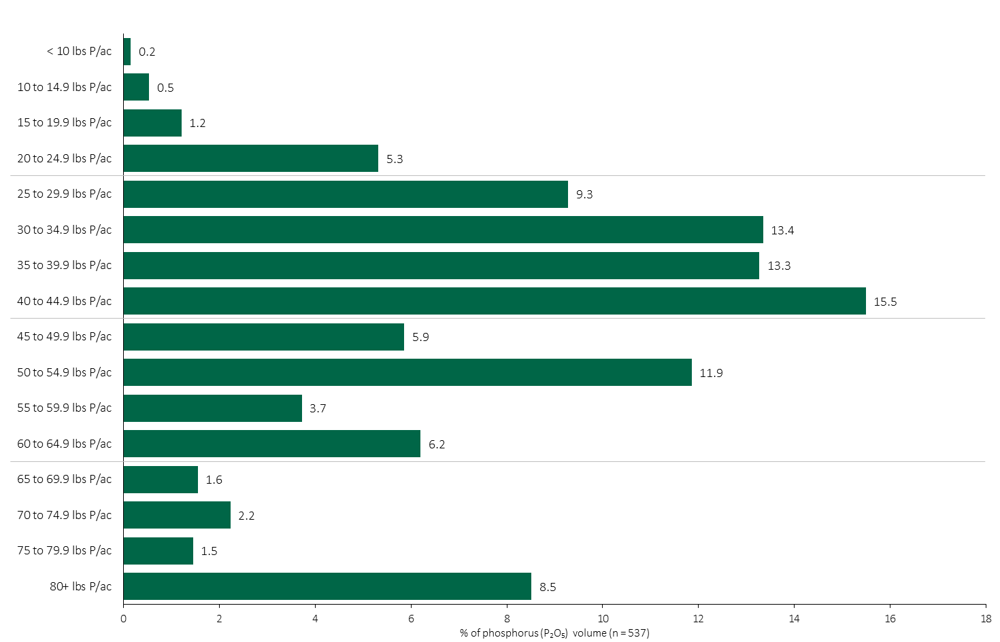 < 10 lbs P/ac 0.2
10 to 14.9 lbs P/ac 0.5
15 to 19.9 lbs P/ac 1.2
20 to 24.9 lbs P/ac 5.3
25 to 29.9 lbs P/ac 9.3
30 to 34.9 lbs P/ac 13.4
35 to 39.9 lbs P/ac 13.3
40 to 44.9 lbs P/ac 15.5
45 to 49.9 lbs P/ac 5.9
50 to 54.9 lbs P/ac 11.9
55 to 59.9 lbs P/ac 3.7
60 to 64.9 lbs P/ac 6.2
65 to 69.9 lbs P/ac 1.6
70 to 74.9 lbs P/ac 2.2
75 to 79.9 lbs P/ac 1.5
80+ lbs P/ac 8.5
0 2 4 6 8 10 12 14 16 18
% of phosphorus (P₂O₅) volume (n = 537)